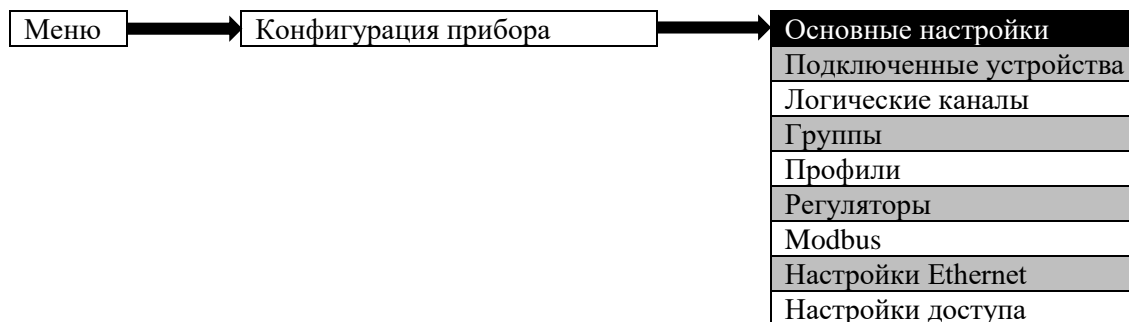 Меню
Конфигурация прибора
Основные настройки
Подключенные устройства
Логические каналы
Группы
Профили
Регуляторы
Modbus
Настройки Ethernet
Настройки доступа